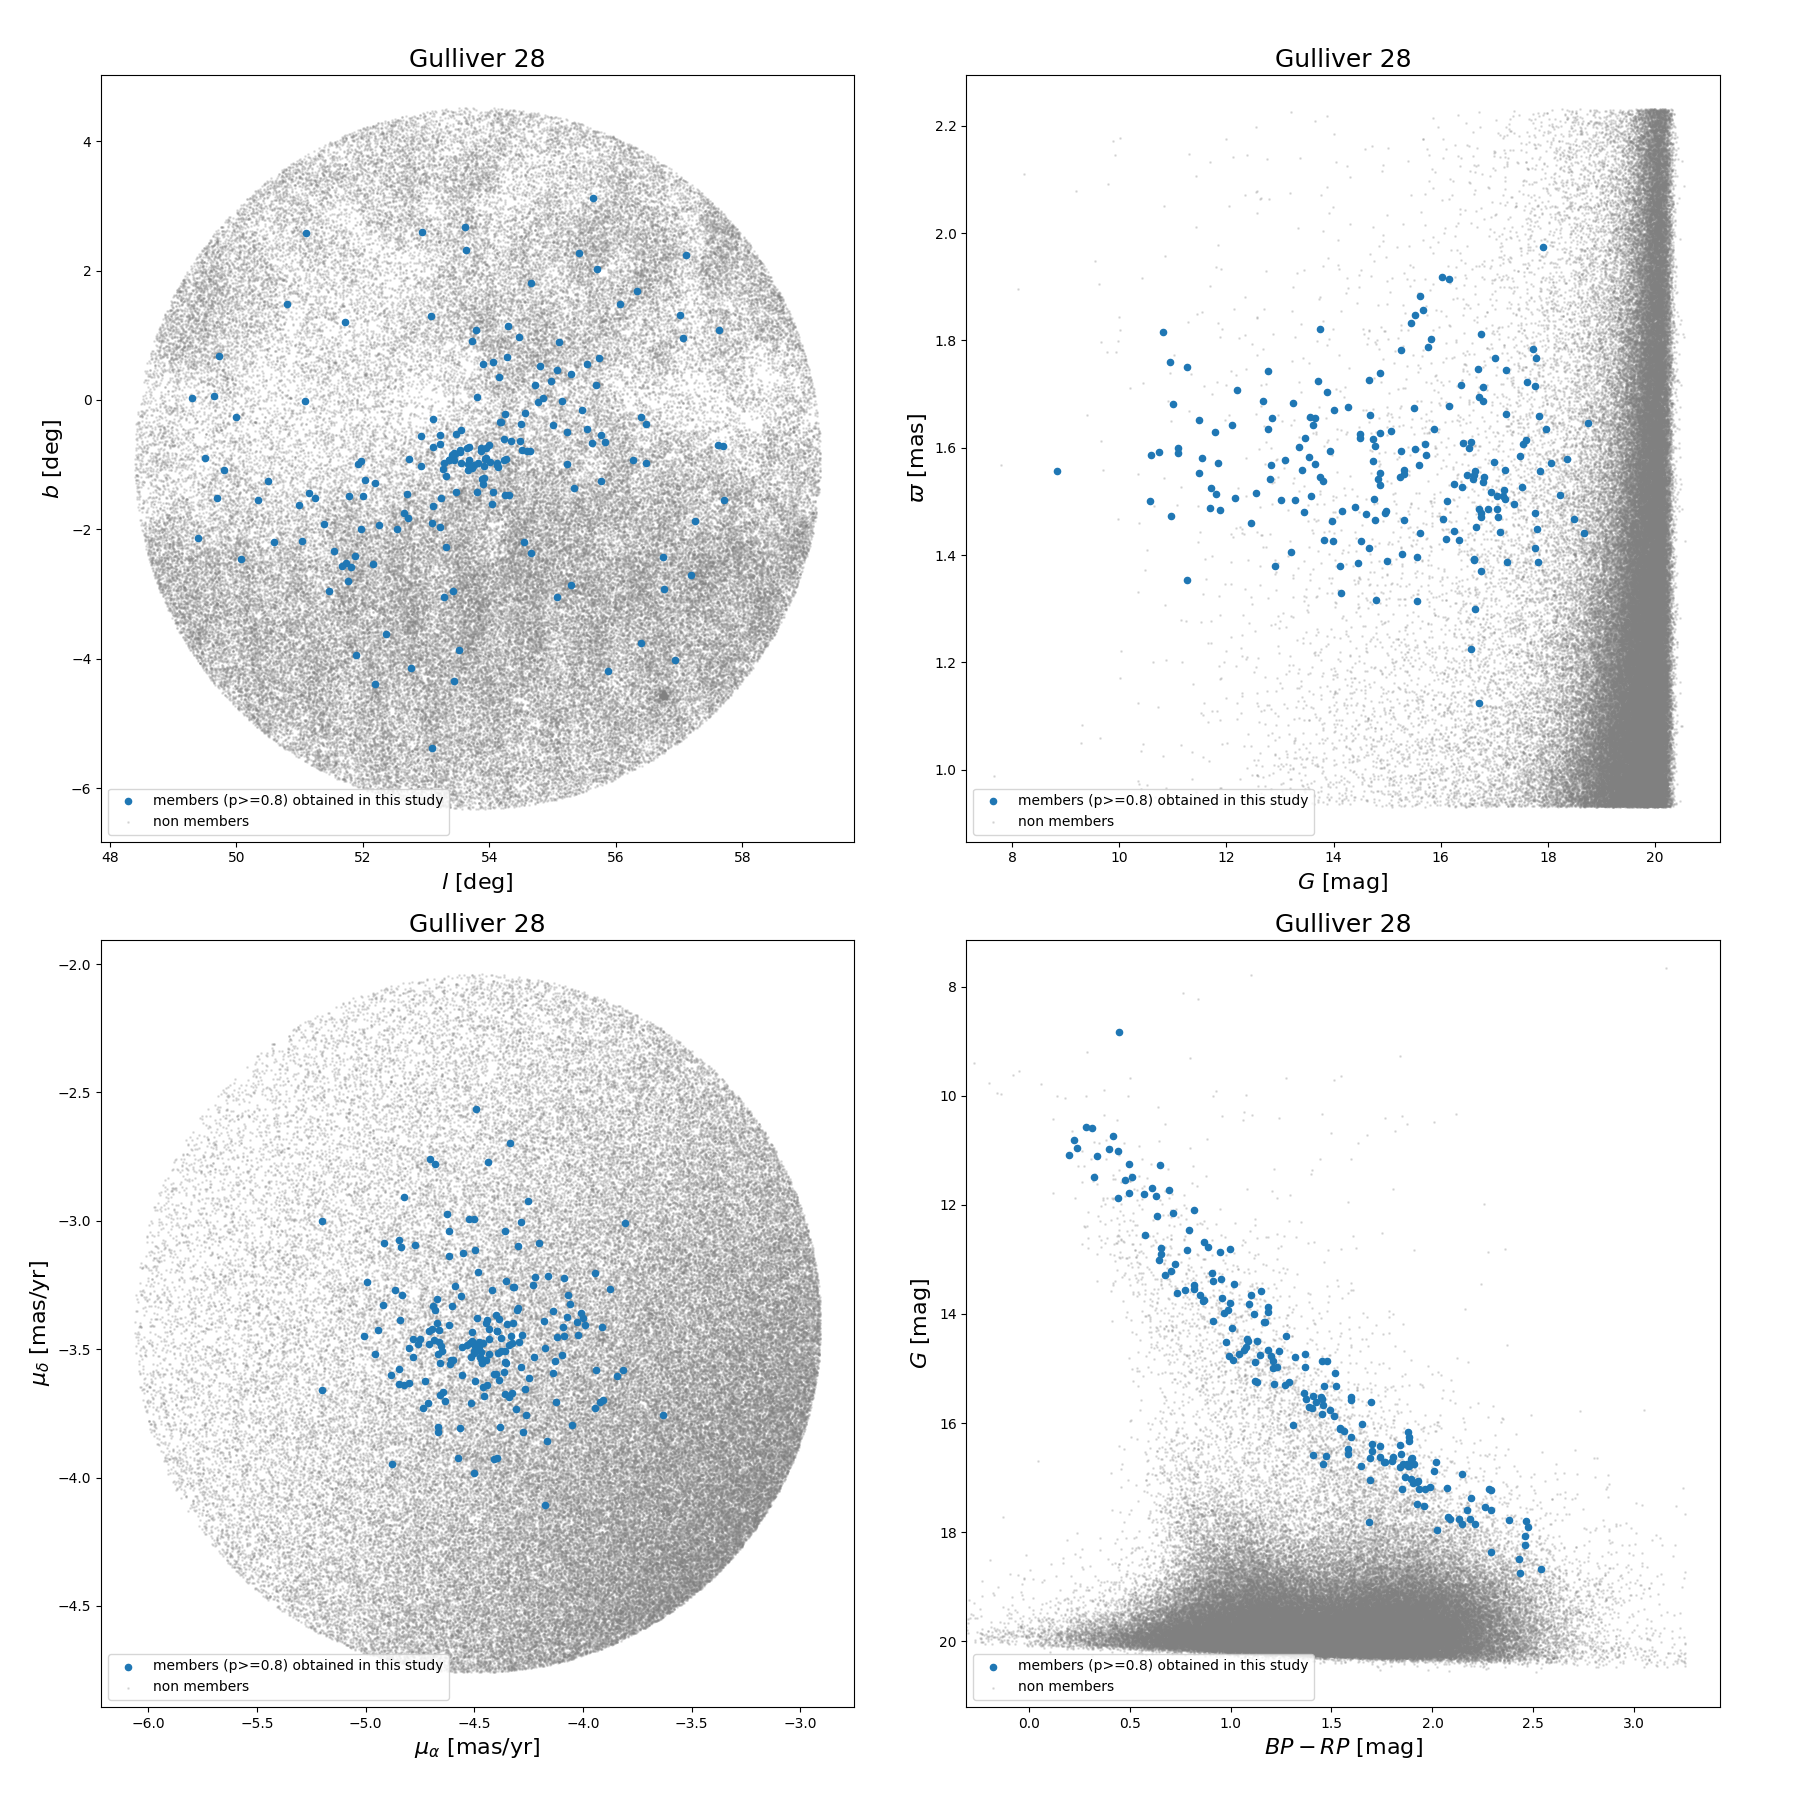 Gulliver 28
4
2
0
−2
−4
−6
b [deg]
members (p>=0.8) obtained in this study
non members
48 50 52 54 56 58
l [deg]
Gulliver 28
2.2
2.0
1.8
1.6
1.4
1.2
1.0
ϖ [mas]
members (p>=0.8) obtained in this study
non members
8 10 12 14 16 18 20
G [mag]
Gulliver 28
−2.0
−2.5
−3.0
−3.5
−4.0
−4.5
μδ [mas/yr]
members (p>=0.8) obtained in this study
non members
−6.0 −5.5 −5.0 −4.5 −4.0 −3.5 −3.0
μα [mas/yr]
Gulliver 28
8
10
12
14
16
18
20
G [mag]
members (p>=0.8) obtained in this study
non members
0.0 0.5 1.0 1.5 2.0 2.5 3.0
BP − RP [mag]